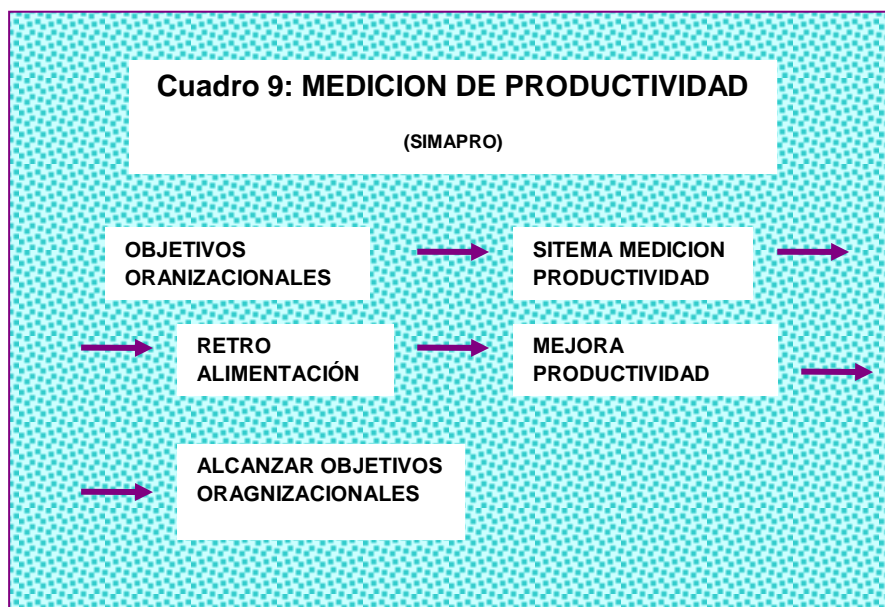 Cuadro 9: MEDICION DE PRODUCTIVIDAD
(SIMAPRO)
OBJETIVOS
ORANIZACIONALES
SITEMA MEDICION
PRODUCTIVIDAD
RETRO
ALIMENTACIÓN
MEJORA
PRODUCTIVIDAD
ALCANZAR OBJETIVOS
ORAGNIZACIONALES